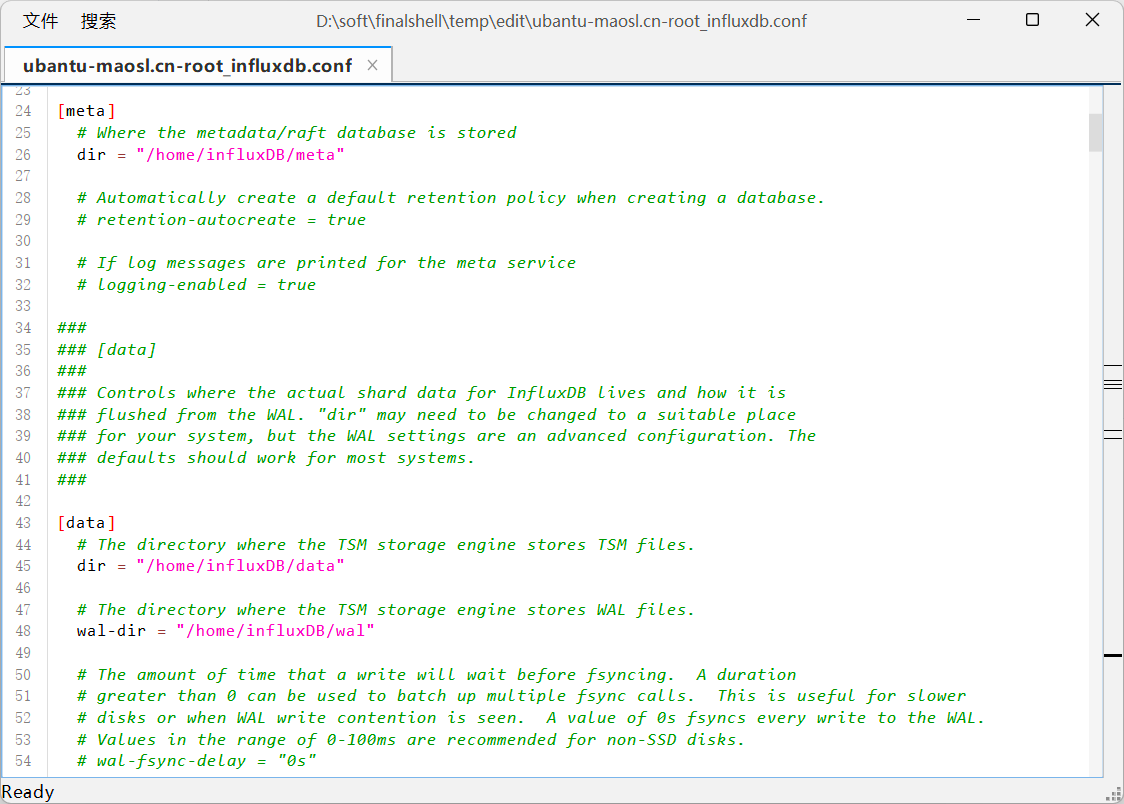 文件 搜索 D:\soft\finalshell\temp\edit\ubantu-maosl.cn-root_influxdb.conf
ubantu-maosl.cn-root_influxdb.conf
23
24 [meta]
25 # Where the metadata/raft database is stored
26 dir = "/home/influxDB/meta"
27
28 # Automatically create a default retention policy when creating a database.
29 # retention-autocreate = true
30
31 # If log messages are printed for the meta service
32 # logging-enabled = true
33
34 ###
35 ### [data]
36 ###
37 ### Controls where the actual shard data for InfluxDB lives and how it is
38 ### flushed from the WAL. "dir" may need to be changed to a suitable place
39 ### for your system, but the WAL settings are an advanced configuration. The
40 ### defaults should work for most systems.
41 ###
42
43 [data]
44 # The directory where the TSM storage engine stores TSM files.
45 dir = "/home/influxDB/data"
46
47 # The directory where the TSM storage engine stores WAL files.
48 wal-dir = "/home/influxDB/wal"
49
50 # The amount of time that a write will wait before fsyncing.  A duration
51 # greater than 0 can be used to batch up multiple fsync calls.  This is useful for slower
52 # disks or when WAL write contention is seen.  A value of 0s fsyncs every write to the WAL.
53 # Values in the range of 0-100ms are recommended for non-SSD disks.
54 # wal-fsync-delay = "0s"
Ready